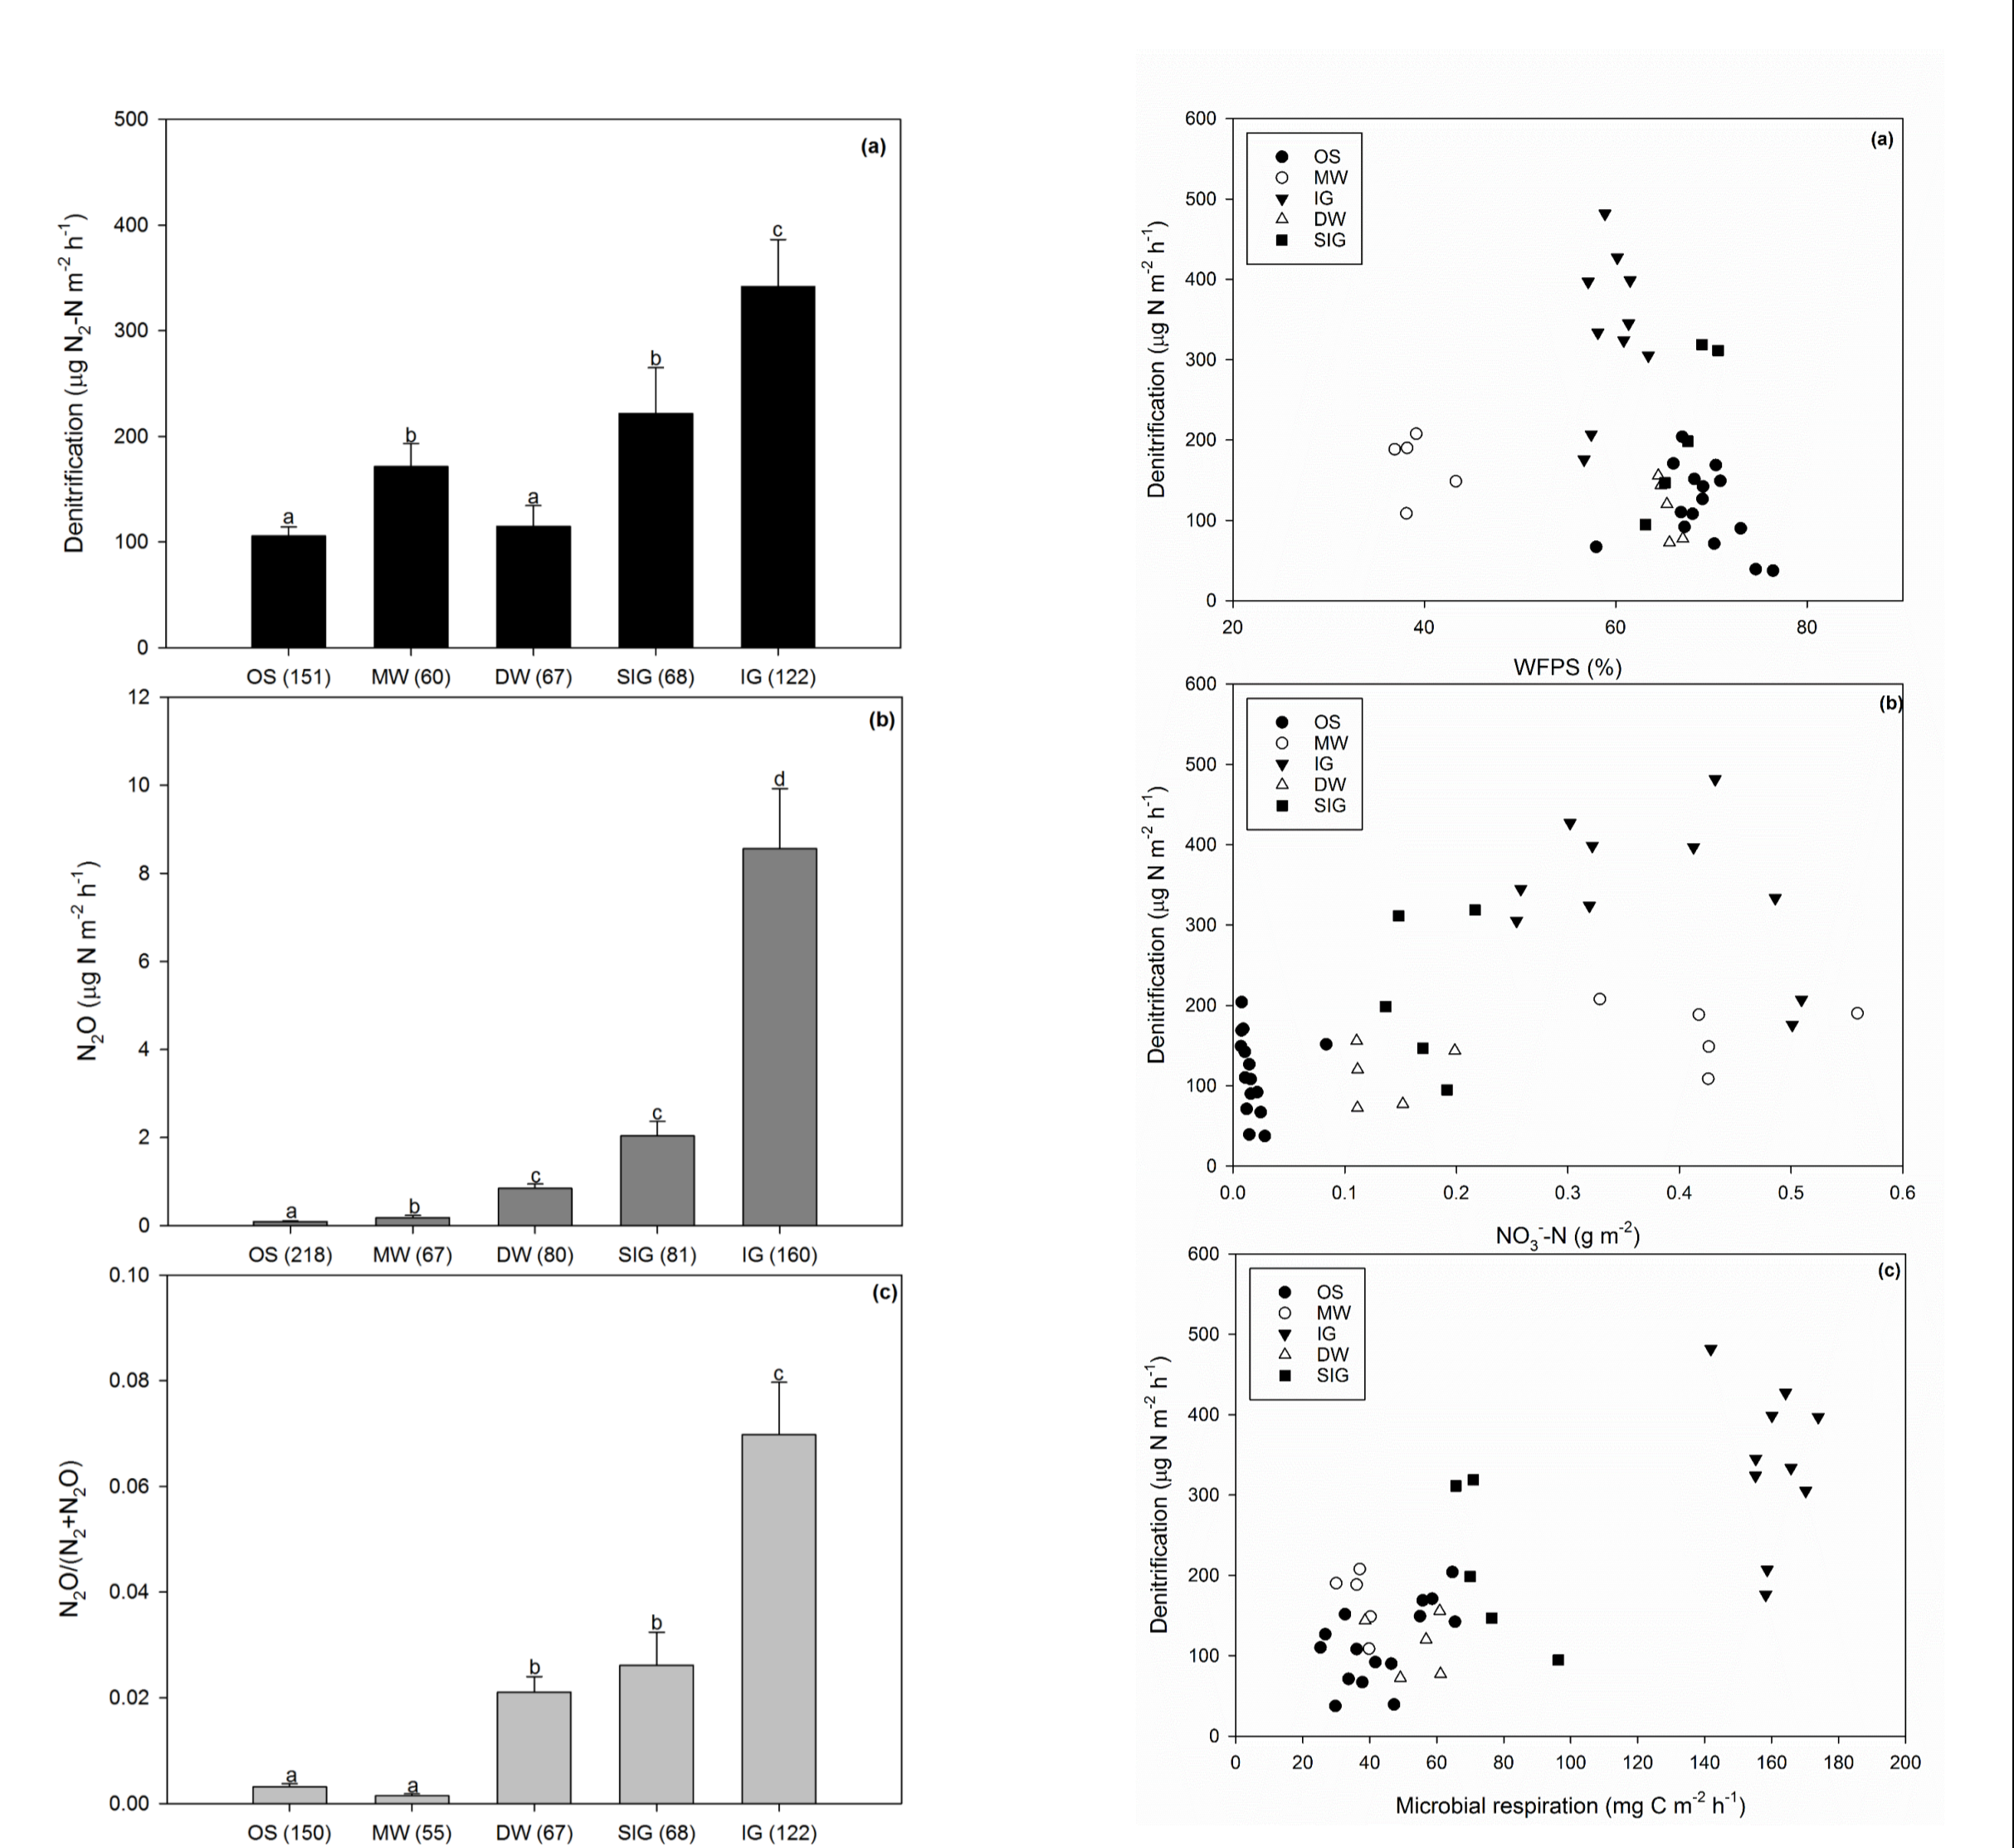 500
(a)
400
300
200
100
0
Denitrification (µg N₂-N m⁻² h⁻¹)
a
b
a
b
c
OS (151)
MW (60)
DW (67)
SIG (68)
IG (122)
12
(b)
10
8
6
4
2
0
N₂O (µg N m⁻² h⁻¹)
a
b
c
c
d
OS (218)
MW (67)
DW (80)
SIG (81)
IG (160)
0.10
(c)
0.08
0.06
0.04
0.02
0.00
N₂O/(N₂+N₂O)
a
a
b
b
c
OS (150)
MW (55)
DW (67)
SIG (68)
IG (122)
600
(a)
500
400
300
200
100
0
Denitrification (µg N m⁻² h⁻¹)
OS
MW
IG
DW
SIG
20
40
60
80
WFPS (%)
600
(b)
500
400
300
200
100
0
Denitrification (µg N m⁻² h⁻¹)
OS
MW
IG
DW
SIG
0.0
0.1
0.2
0.3
0.4
0.5
0.6
NO₃⁻-N (g m⁻²)
600
(c)
500
400
300
200
100
0
Denitrification (µg N m⁻² h⁻¹)
OS
MW
IG
DW
SIG
0
20
40
60
80
100
120
140
160
180
200
Microbial respiration (mg C m⁻² h⁻¹)